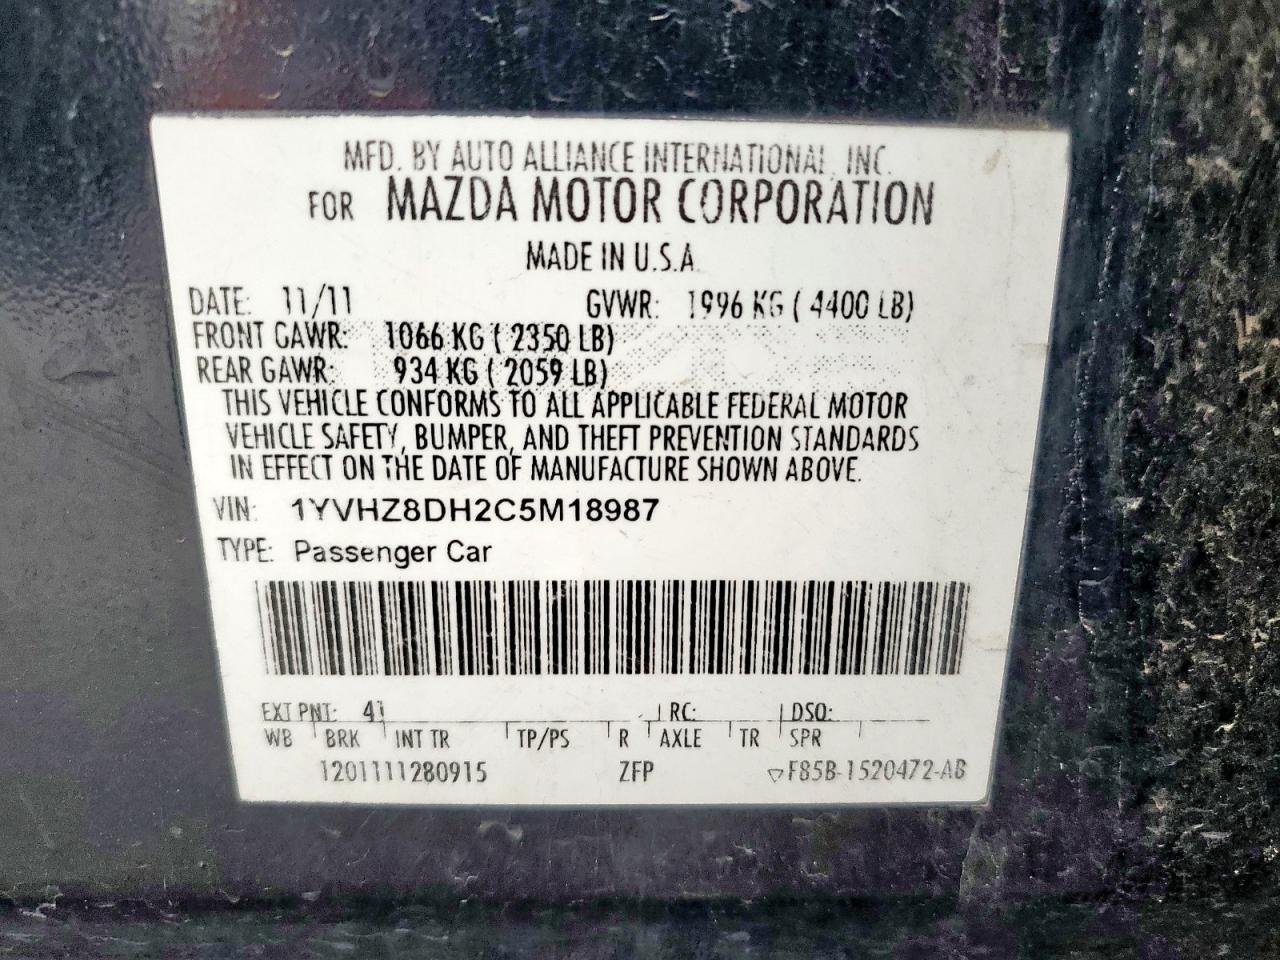 MFD. BY AUTO ALLIANCE INTERNATIONAL, INC.
FOR MAZDA MOTOR CORPORATION
MADE IN U.S.A
DATE: 11/11 GVWR: 1996 KG ( 4400 LB)
FRONT GAWR: 1066 KG ( 2350 LB)
REAR GAWR: 934 KG ( 2059 LB)
THIS VEHICLE CONFORMS TO ALL APPLICABLE FEDERAL MOTOR
VEHICLE SAFETY, BUMPER, AND THEFT PREVENTION STANDARDS
IN EFFECT ON THE DATE OF MANUFACTURE SHOWN ABOVE.
VIN: 1YVHZ8DH2C5M18987
TYPE: Passenger Car
EXT PNT: RC: DSO:
WB BRK INT TR TP/PS R AXLE TR SPR
1201111280915 ZFP F85B-1520472-AB